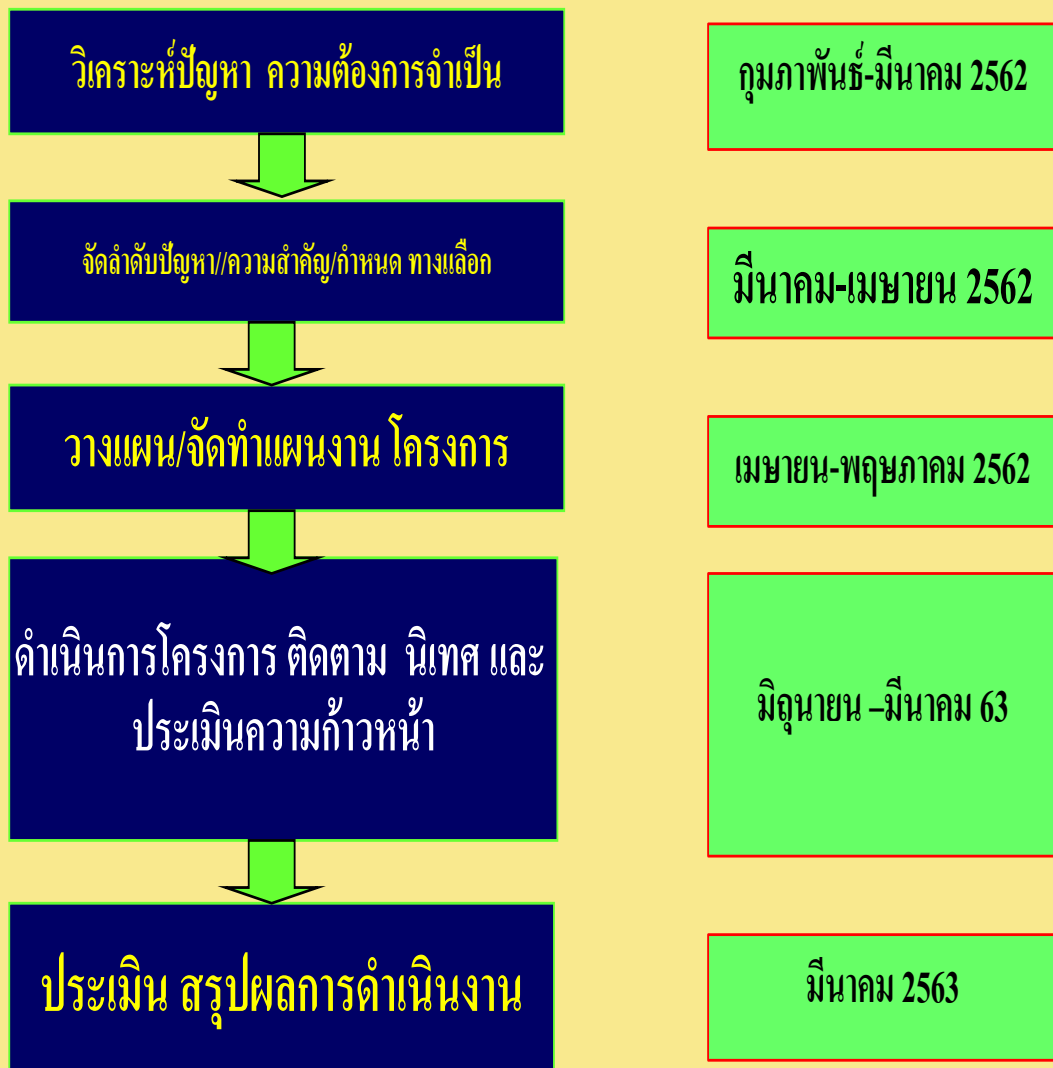 วิเคราะห์ปัญหา ความต้องการจำเป็น
กุมภาพันธ์-มีนาคม 2562
จัดลำดับปัญหา//ความสำคัญ/กำหนด ทางแลือก
มีนาคม-เมษายน 2562
วางแผน/จัดทำแผนงาน โครงการ
เมษายน-พฤษภาคม 2562
ดำเนินการโครงการ ติดตาม นิเทศ และ
ประเมินความก้าวหน้า
มิถุนายน –มีนาคม 63
ประเมิน สรุปผลการดำเนินงาน
มีนาคม 2563